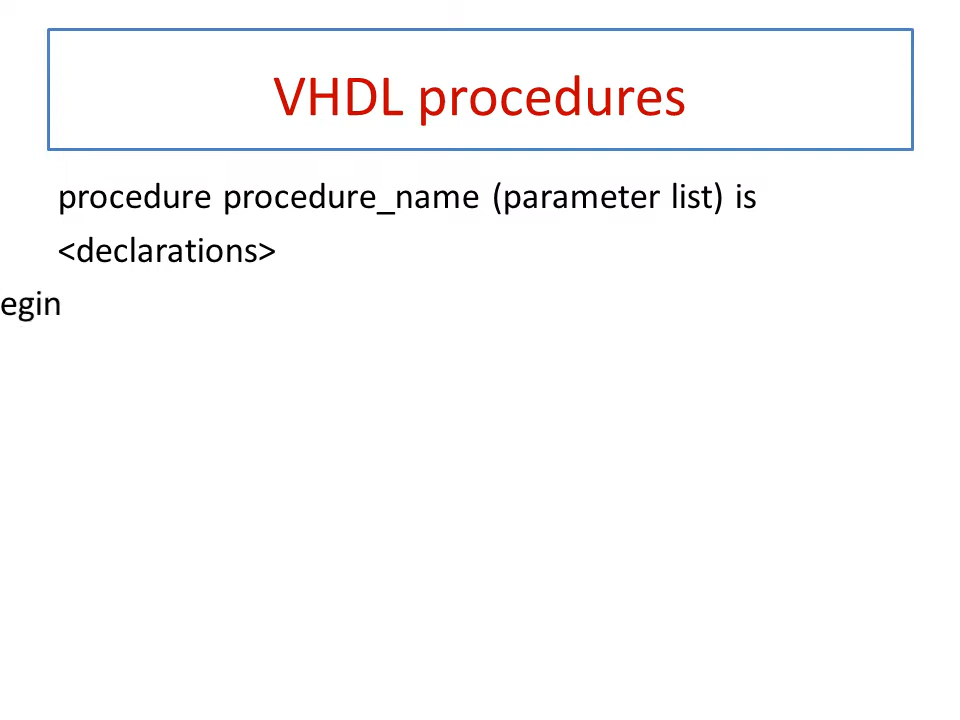 VHDL procedures
procedure procedure_name (parameter list) is
<declarations>
egin